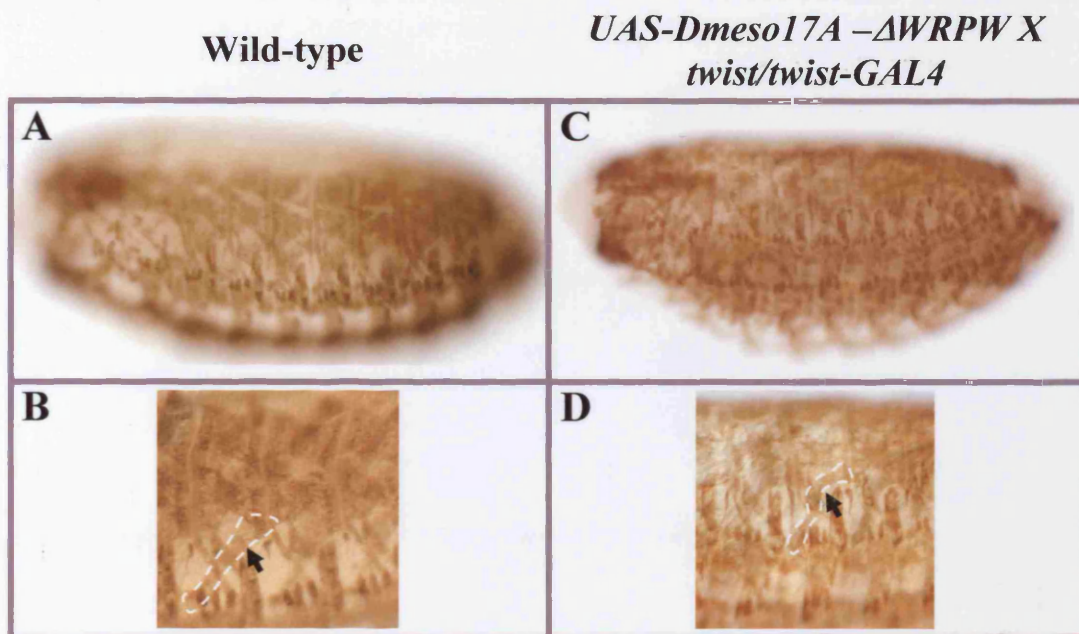 Wild-type
UAS-Dmeso17A –ΔWRPW X
twist/twist-GAL4
A
C
B
D